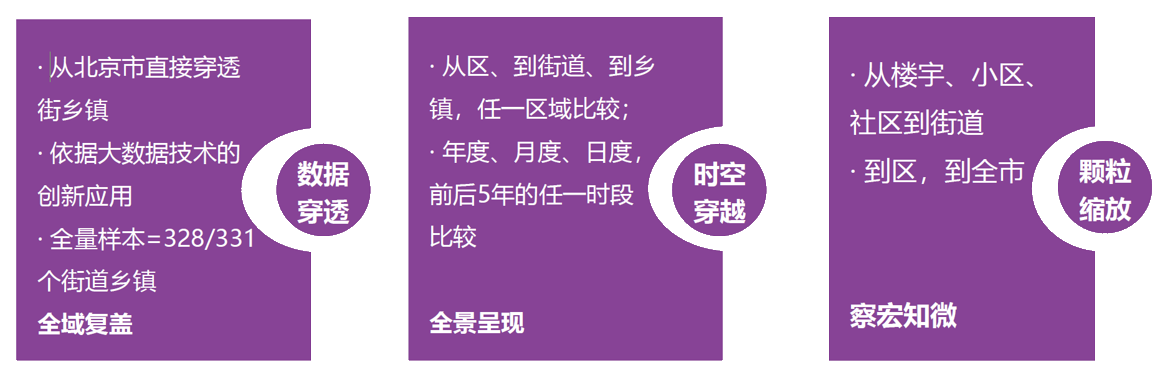 · 从北京市直接穿透
街乡镇
· 依据大数据技术的
创新应用
· 全量样本=328/331
个街道乡镇
全域复盖
数据
穿透
· 从区、到街道、到乡
镇，任一区域比较；
· 年度、月度、日度，
前后5年的任一时段
比较
全景呈现
时空
穿越
· 从楼宇、小区、
社区到街道
· 到区，到全市
察宏知微
颗粒
缩放